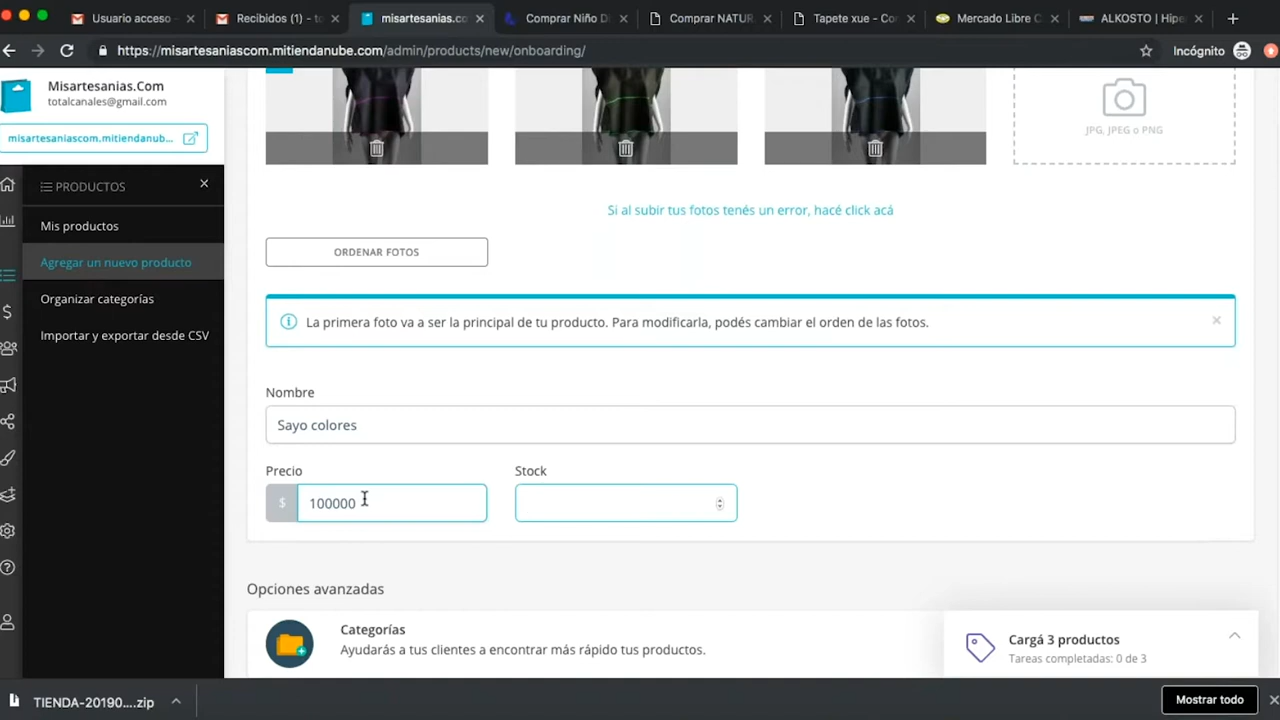 Usuario acceso
Recibidos (1) - to
misartesanias.co
Comprar Niño D
Comprar NATUR
Tapete xue - Cor
Mercado Libre C
ALKOSTO | Hipe
https://misartesaniascom.mitiendanube.com/admin/products/new/onboarding/
Incógnito
Misartesanias.Com
totalcanales@gmail.com
misartesaniascom.mitiendanub...
PRODUCTOS
Mis productos
Agregar un nuevo producto
Organizar categorías
Importar y exportar desde CSV
JPG, JPEG o PNG
Si al subir tus fotos tenés un error, hacé click acá
ORDENAR FOTOS
La primera foto va a ser la principal de tu producto. Para modificarla, podés cambiar el orden de las fotos.
Nombre
Sayo colores
Precio
Stock
$ 100000
Opciones avanzadas
Categorías
Ayudarás a tus clientes a encontrar más rápido tus productos.
Cargá 3 productos
Tareas completadas: 0 de 3
TIENDA-20190....zip
Mostrar todo